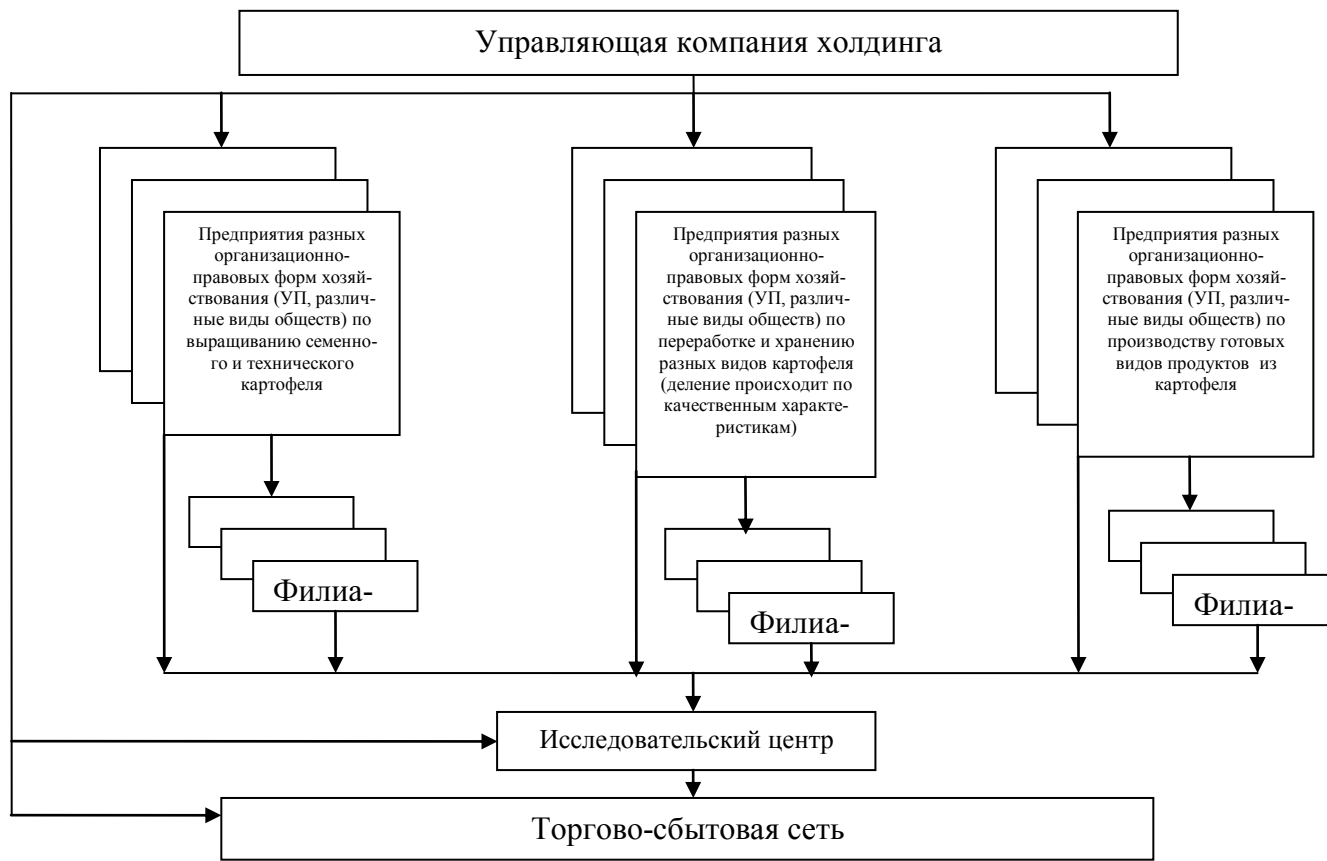 Управляющая компания холдинга
Предприятия разных
организационно-
правовых форм хозяй-
ствования (УП, различ-
ные виды обществ) по
выращиванию семенно-
го и технического
картофеля
Предприятия разных
организационно-
правовых форм хозяй-
ствования (УП, различ-
ные виды обществ) по
переработке и хранению
разных видов картофеля
(деление происходит по
качественным характе-
ристикам)
Предприятия разных
организационно-
правовых форм хозяй-
ствования (УП, различ-
ные виды обществ) по
производству готовых
видов продуктов из
картофеля
Филиа-
Филиа-
Филиа-
Исследовательский центр
Торгово-сбытовая сеть